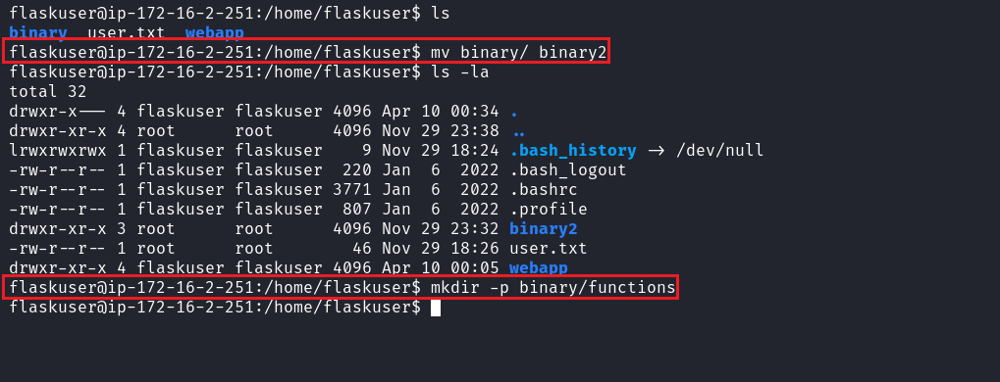 flaskuser@ip-172-16-2-251:/home/flaskuser$ ls
binary  user.txt  webapp
flaskuser@ip-172-16-2-251:/home/flaskuser$ mv binary/ binary2
flaskuser@ip-172-16-2-251:/home/flaskuser$ ls -la
total 32
drwxr-x--- 4 flaskuser flaskuser 4096 Apr 10 00:34 .
drwxr-xr-x 4 root      root      4096 Nov 29 23:38 ..
lrwxrwxrwx 1 flaskuser flaskuser    9 Nov 29 18:24 .bash_history -> /dev/null
-rw-r--r-- 1 flaskuser flaskuser  220 Jan  6  2022 .bash_logout
-rw-r--r-- 1 flaskuser flaskuser 3771 Jan  6  2022 .bashrc
-rw-r--r-- 1 flaskuser flaskuser  807 Jan  6  2022 .profile
drwxr-xr-x 3 root      root      4096 Nov 29 23:32 binary2
-rw-r--r-- 1 root      root        46 Nov 29 18:26 user.txt
drwxr-xr-x 4 flaskuser flaskuser 4096 Apr 10 00:05 webapp
flaskuser@ip-172-16-2-251:/home/flaskuser$ mkdir -p binary/functions
flaskuser@ip-172-16-2-251:/home/flaskuser$